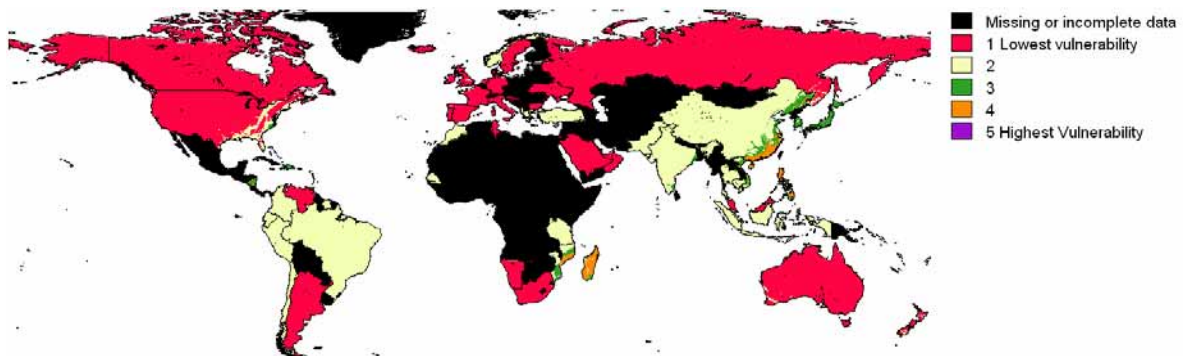 Missing or incomplete data
1 Lowest vulnerability
2
3
4
5 Highest Vulnerability